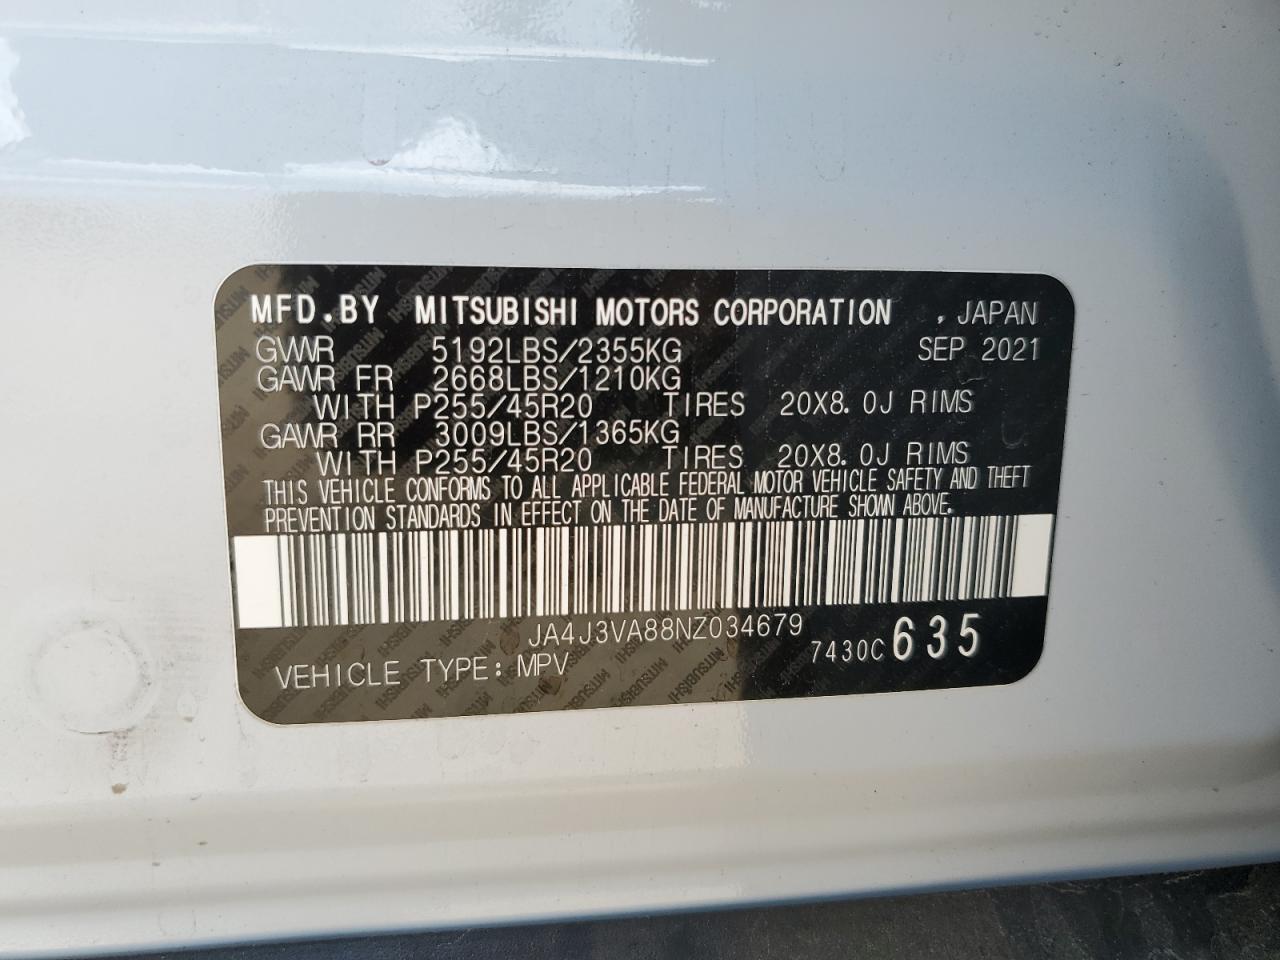 MFD.BY MITSUBISHI MOTORS CORPORATION , JAPAN
GVWR 5192LBS/2355KG SEP 2021
GAWR FR 2668LBS/1210KG
WITH P255/45R20 TIRES 20X8.0J RIMS
GAWR RR 3009LBS/1365KG
WITH P255/45R20 TIRES 20X8.0J RIMS
THIS VEHICLE CONFORMS TO ALL APPLICABLE FEDERAL MOTOR VEHICLE SAFETY AND THEFT
PREVENTION STANDARDS IN EFFECT ON THE DATE OF MANUFACTURE SHOWN ABOVE.
JA4J3VA88NZ034679
7430C 635
VEHICLE TYPE: MPV